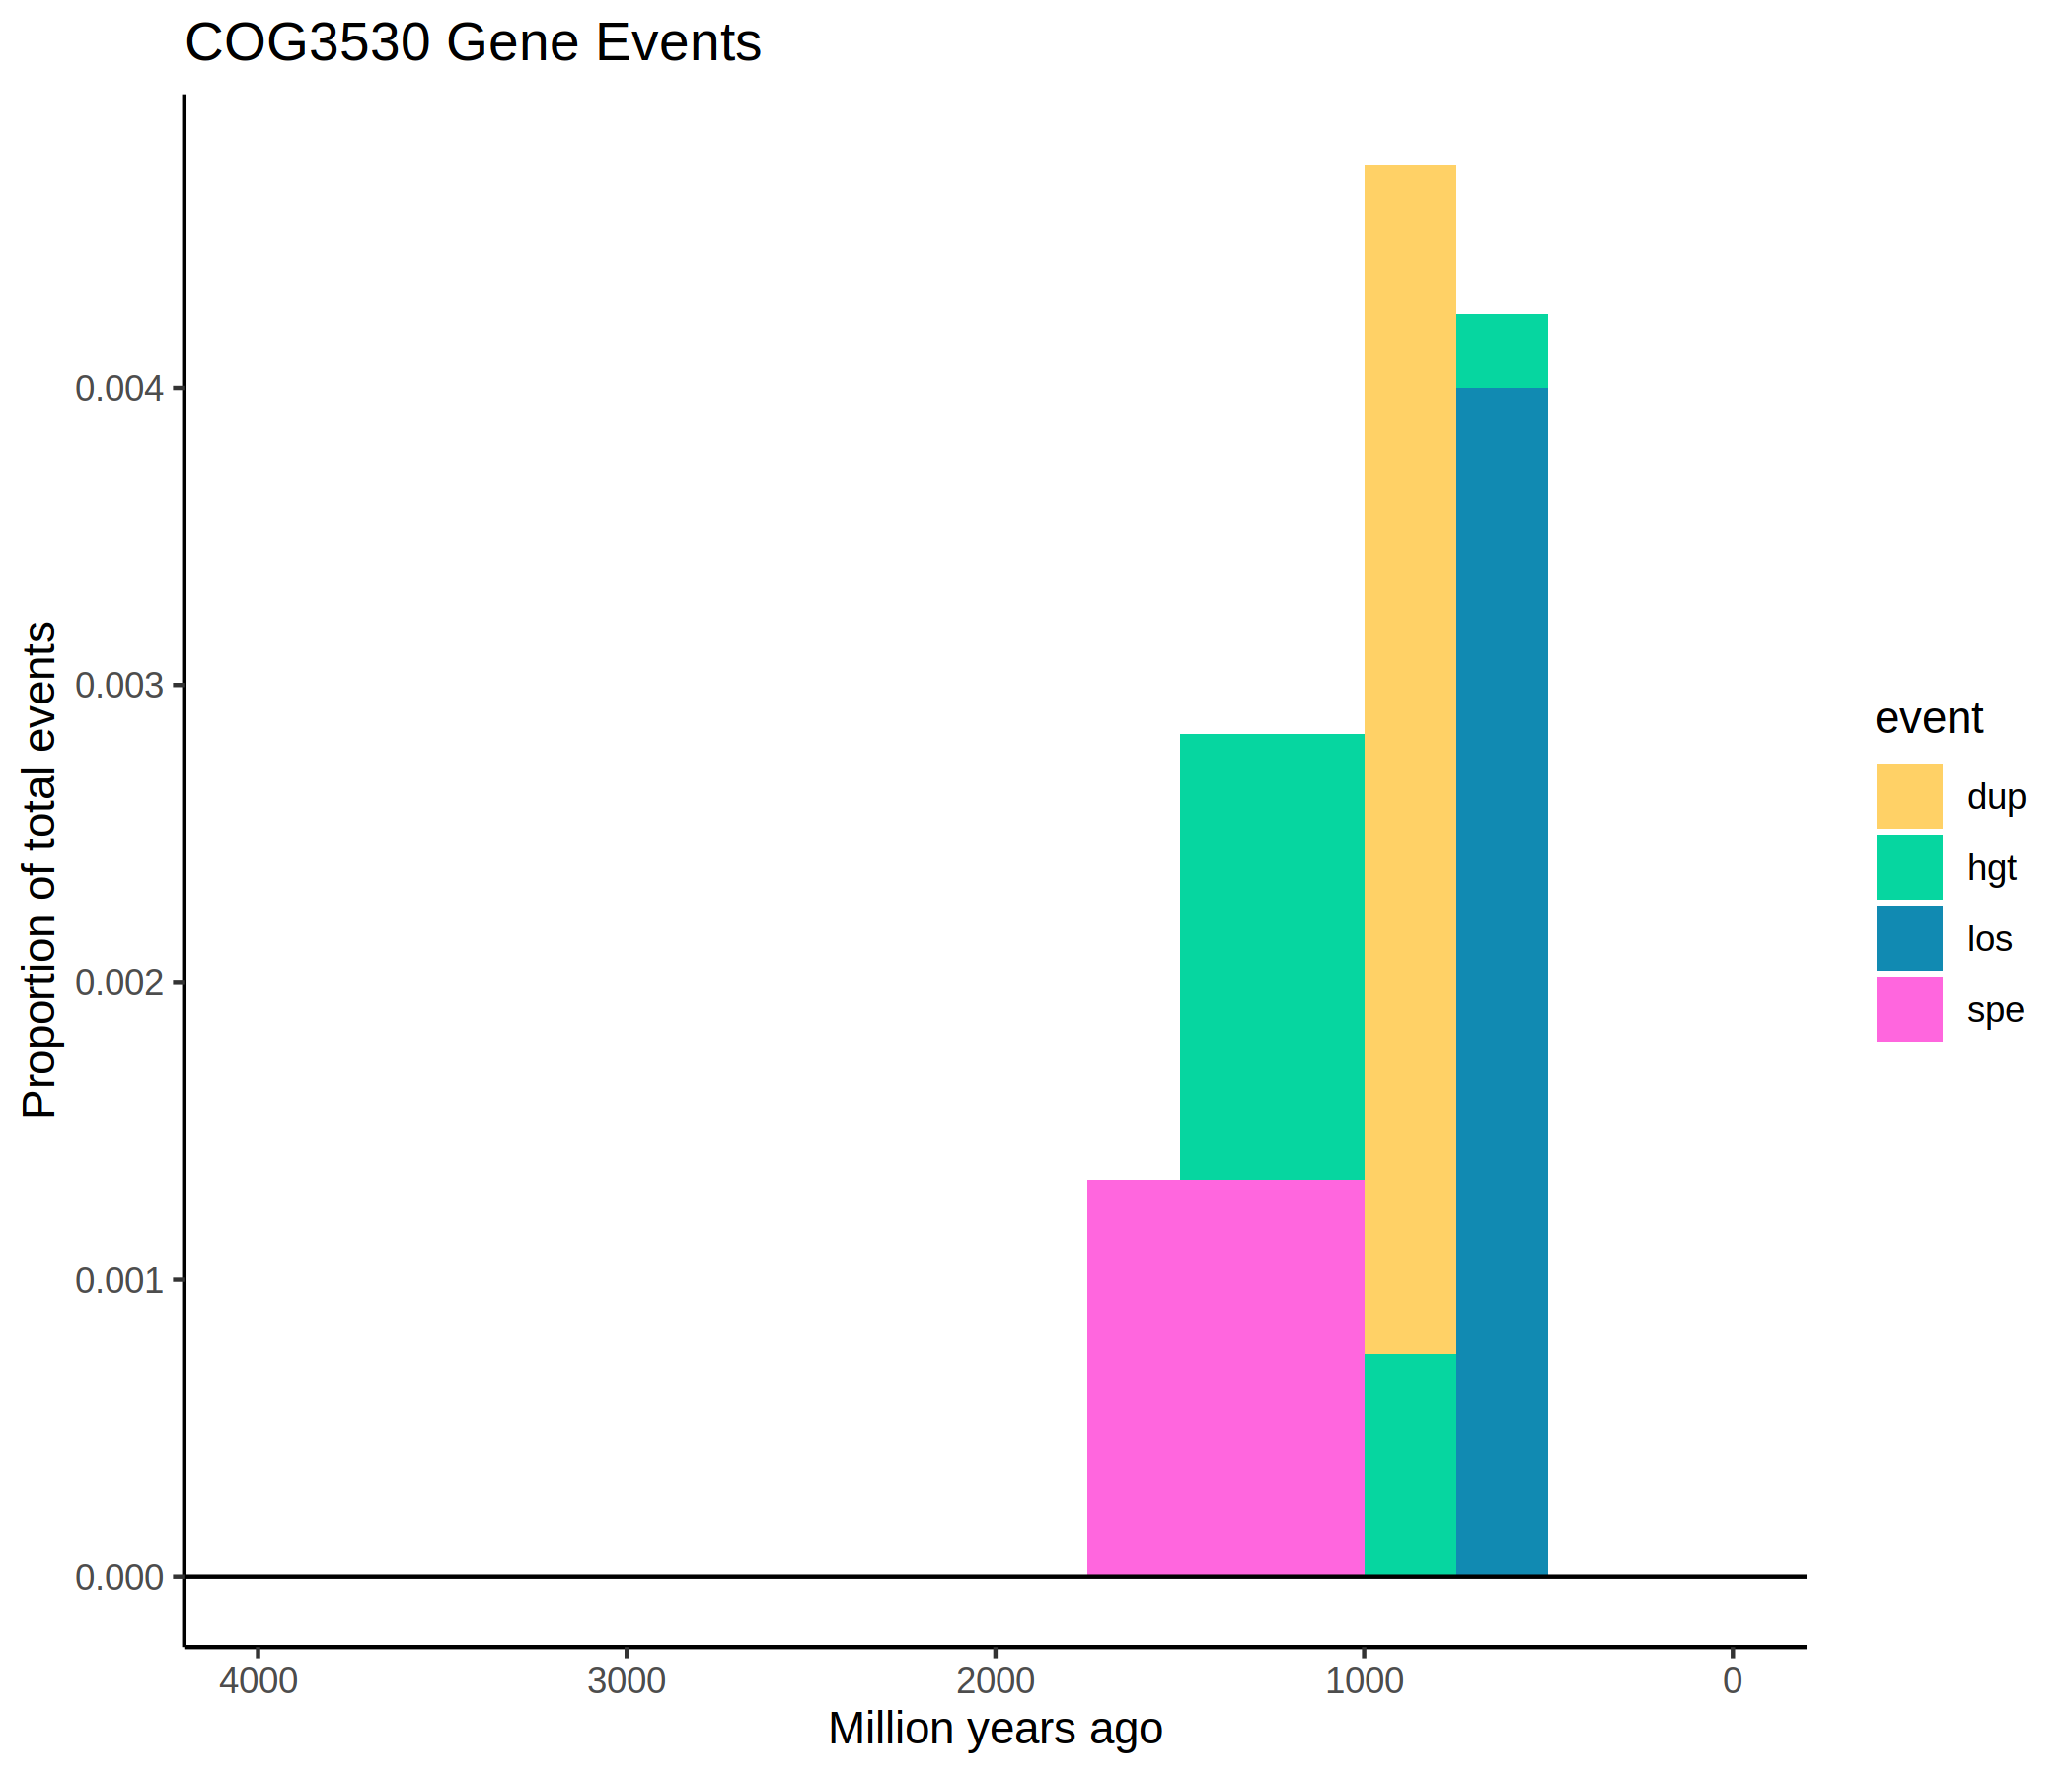 COG3530 Gene Events
Proportion of total events
0.004
0.003
0.002
0.001
0.000
4000 3000 2000 1000 0
Million years ago
event
dup
hgt
los
spe